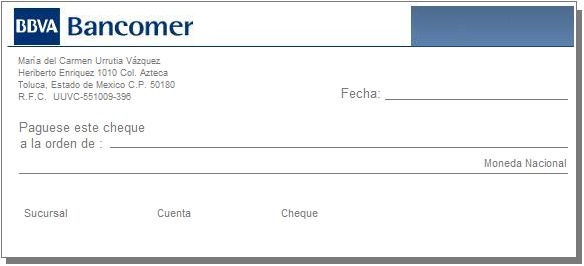 BBVA Bancomer
María del Carmen Urrutia Vázquez
Heriberto Enriquez 1010 Col. Azteca
Toluca, Estado de Mexico C.P. 50180
R.F.C. UUVC-551009-396
Fecha:
Paguese este cheque
a la orden de :
Moneda Nacional
Sucursal Cuenta Cheque